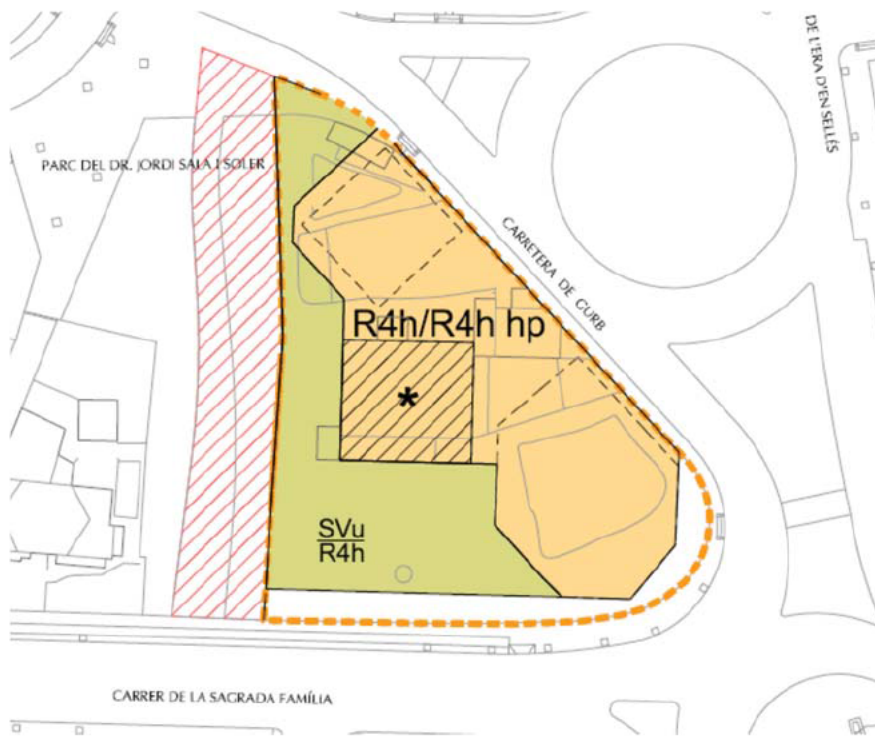 DE L'ERA D'EN SELLÉS
PARC DEL DR. JORDI SALA I SOLER
CARRETERA DE GURB
R4h/R4h hp
*
SVu
R4h
CARRER DE LA SAGRADA FAMÍLIA